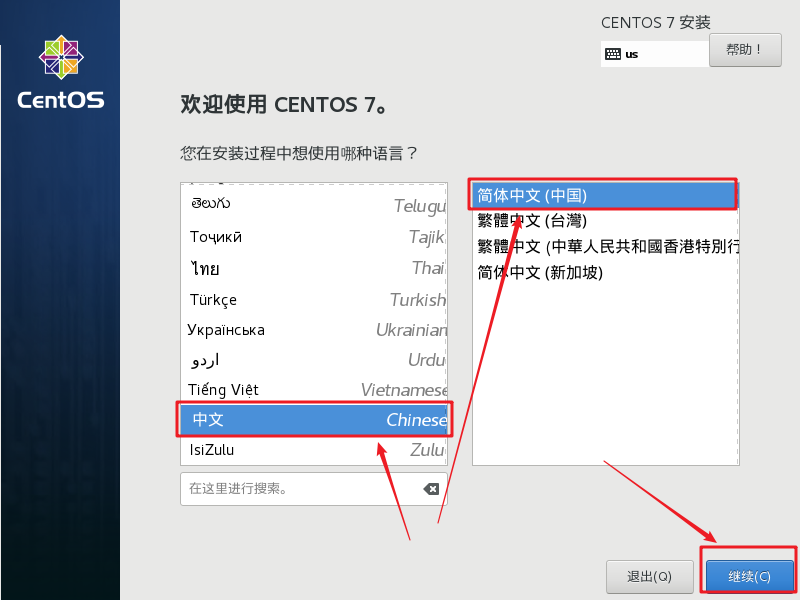 CentOS
CENTOS 7 安装
us
帮助！
欢迎使用 CENTOS 7。
您在安装过程中想使用哪种语言？
తెలుగు Telugu
Тоҷикӣ Tajik
ไทย Thai
Türkçe Turkish
Українська Ukrainian
اردو Urdu
Tiếng Việt Vietnamese
中文 Chinese
IsiZulu Zulu
在这里进行搜索。
简体中文 (中国)
繁體中文 (台灣)
繁體中文 (中華人民共和國香港特別行
简体中文 (新加坡)
退出(Q)
继续(C)